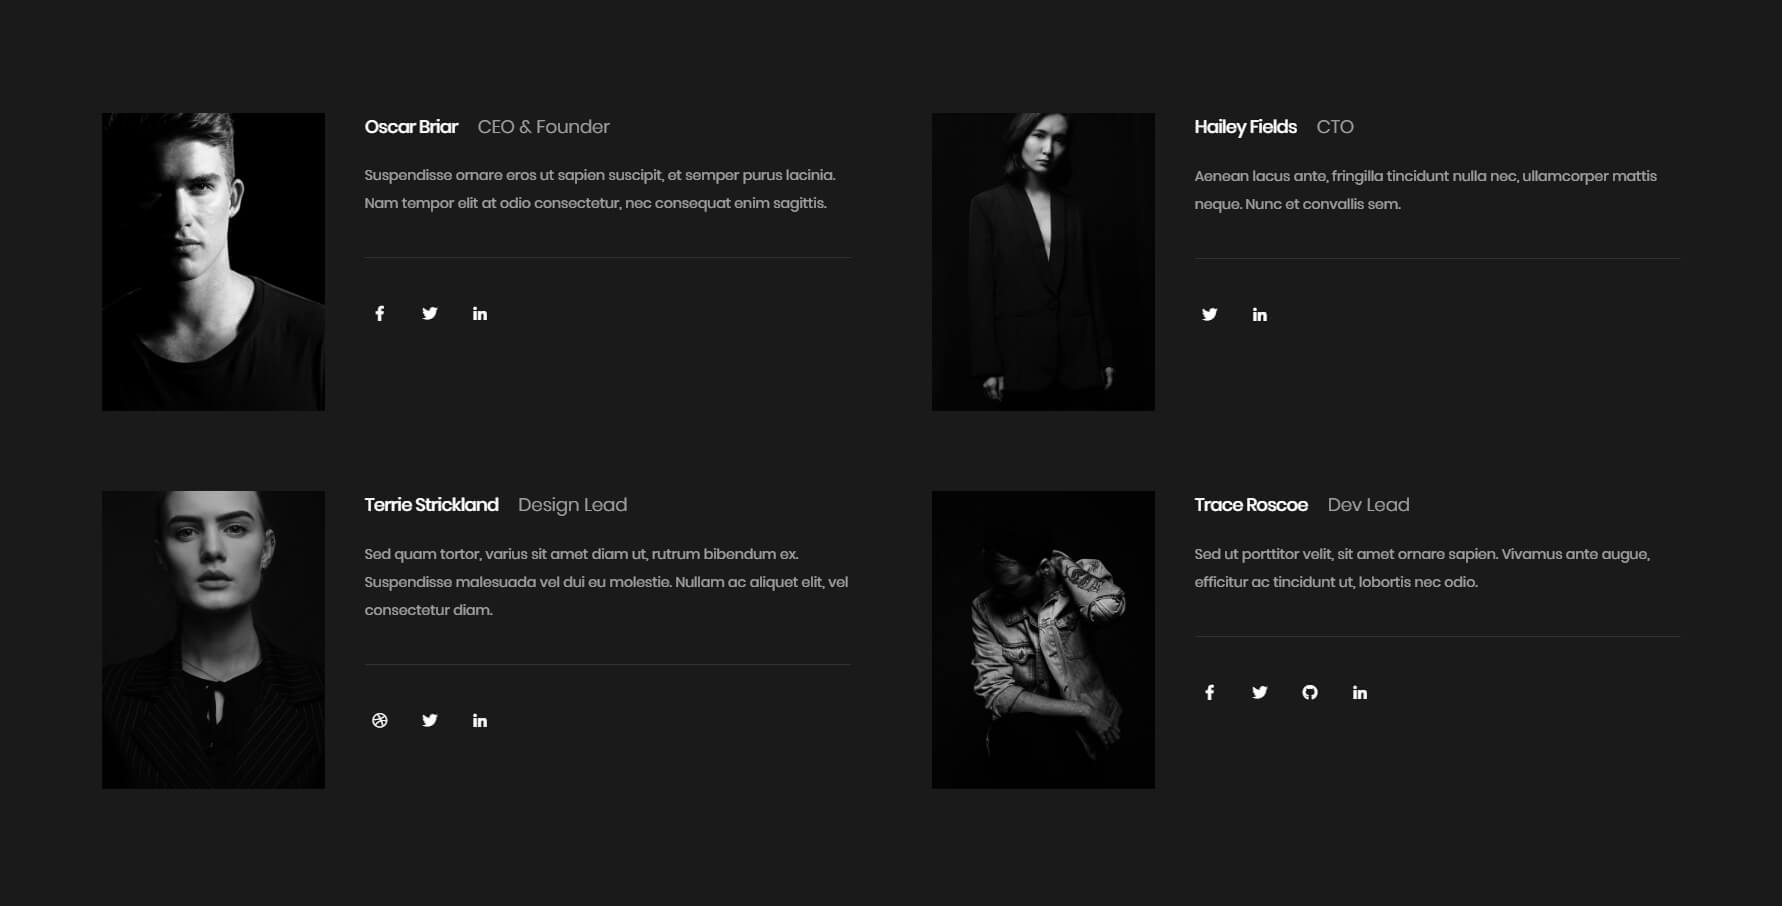 Oscar Briar CEO & Founder
Suspendisse ornare eros ut sapien suscipit, et semper purus lacinia.
Nam tempor elit at odio consectetur, nec consequat enim sagittis.
Hailey Fields CTO
Aenean lacus ante, fringilla tincidunt nulla nec, ullamcorper mattis
neque. Nunc et convallis sem.
Terrie Strickland Design Lead
Sed quam tortor, varius sit amet diam ut, rutrum bibendum ex.
Suspendisse malesuada vel dui eu molestie. Nullam ac aliquet elit, vel
consectetur diam.
Trace Roscoe Dev Lead
Sed ut porttitor velit, sit amet ornare sapien. Vivamus ante augue,
efficitur ac tincidunt ut, lobortis nec odio.